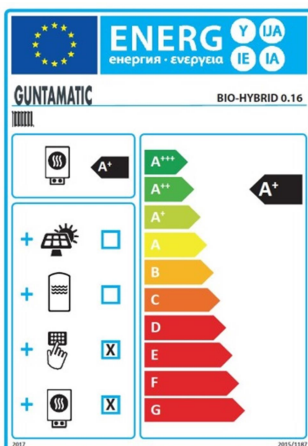 ENERG Y IJA
енергия · ενεργεια IE IA
GUNTAMATIC
BIO-HYBRID 0.16
A+
A+++
A++
A+
A
B
C
D
E
F
G
A+
+
+
+ X
+ X
2017 2015/1187